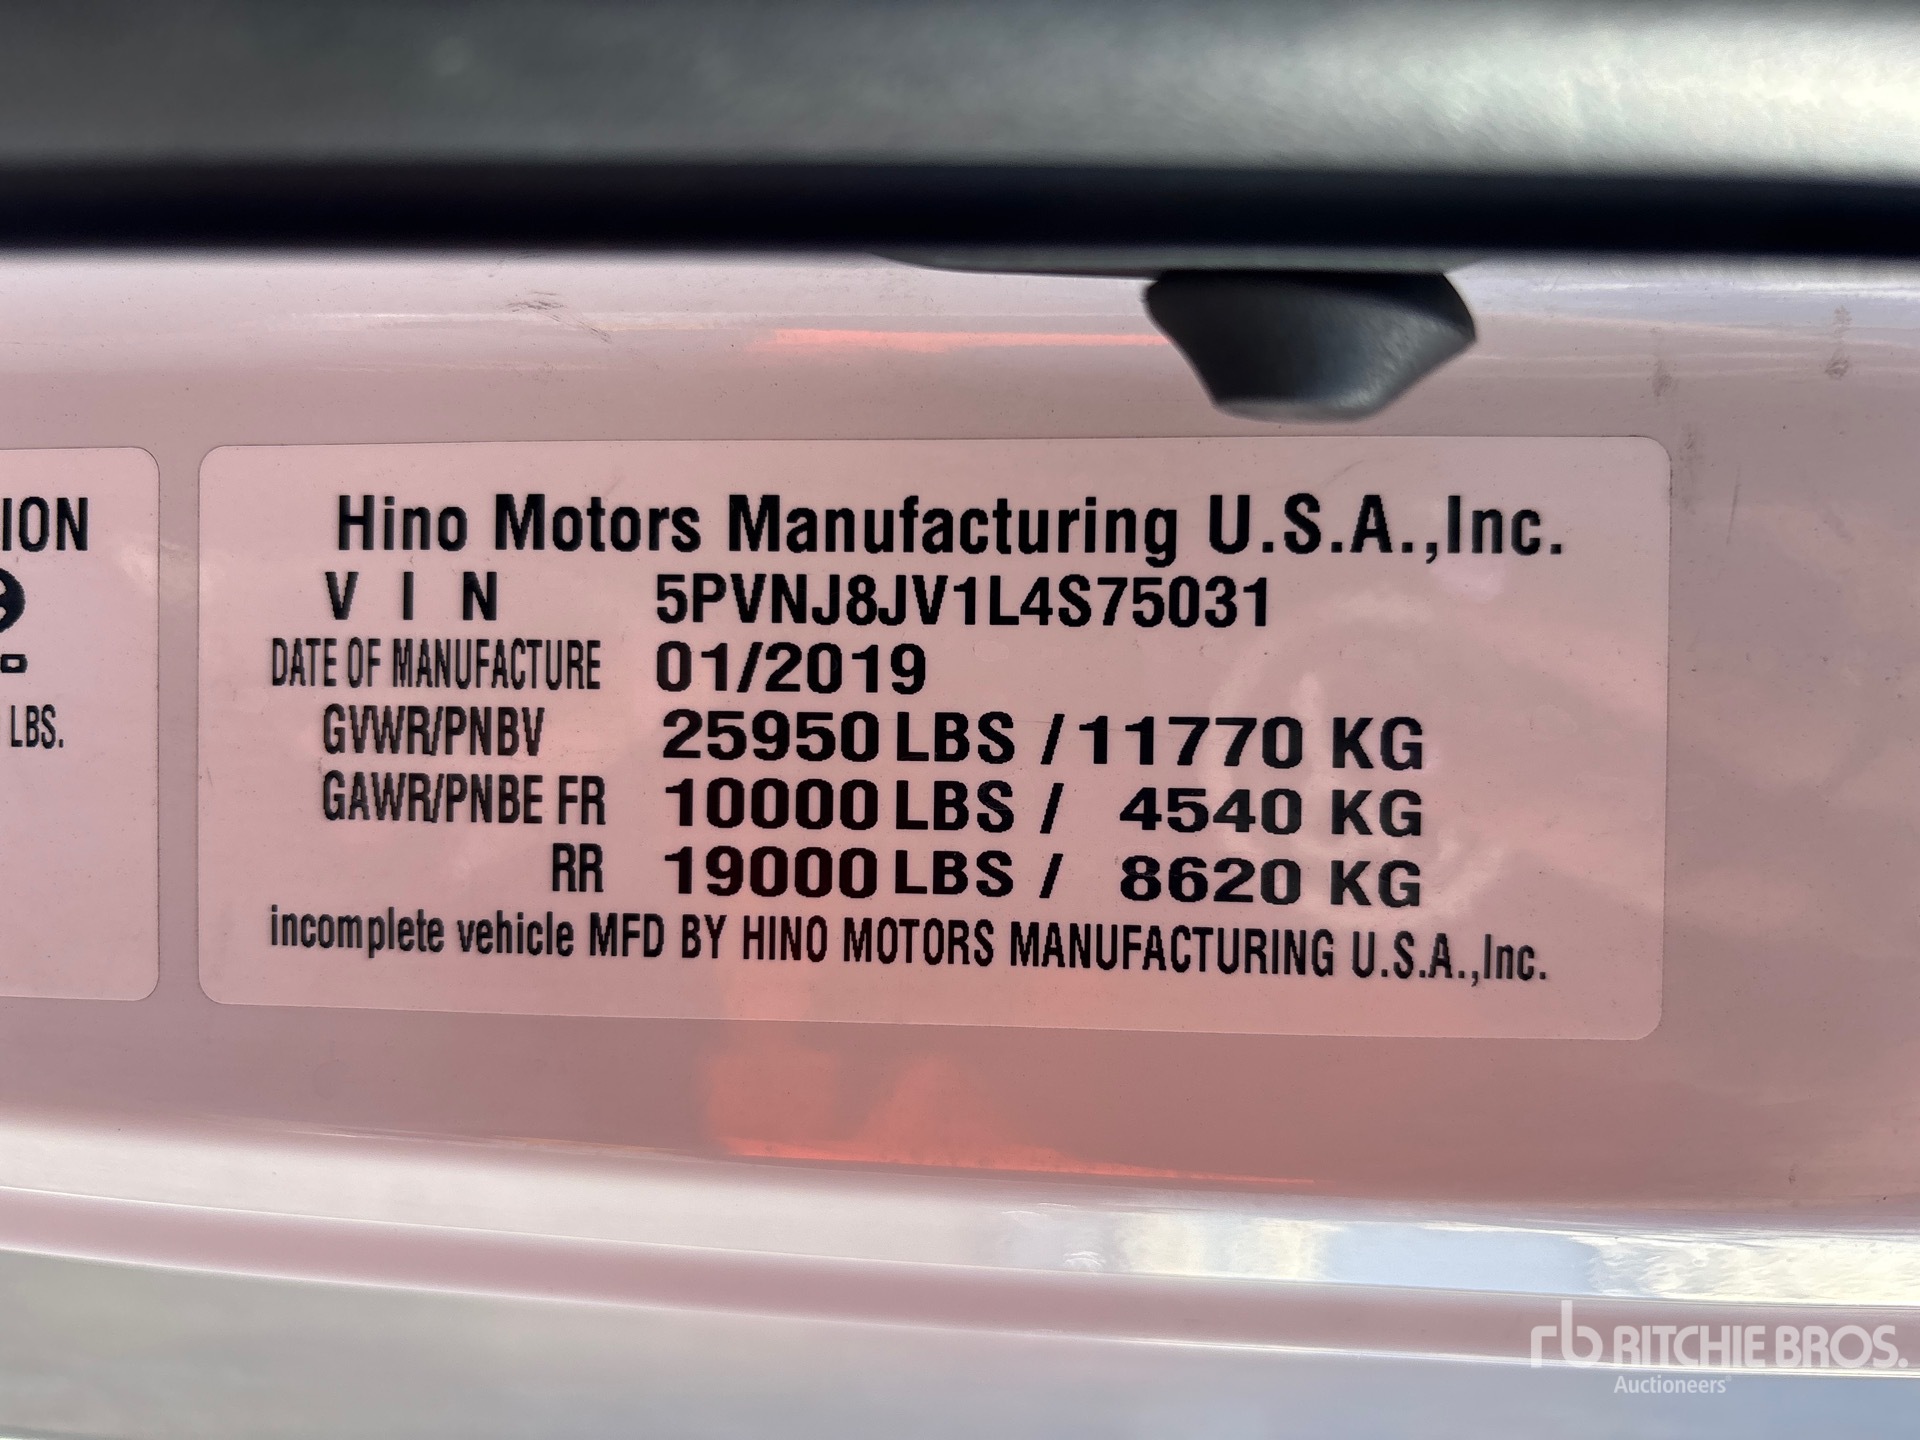 ION
LBS.
Hino Motors Manufacturing U.S.A.,Inc.
V I N 5PVNJ8JV1L4S75031
DATE OF MANUFACTURE 01/2019
GVWR/PNBV 25950 LBS / 11770 KG
GAWR/PNBE FR 10000 LBS / 4540 KG
RR 19000 LBS / 8620 KG
incomplete vehicle MFD BY HINO MOTORS MANUFACTURING U.S.A.,Inc.
rb RITCHIE BROS.
Auctioneers